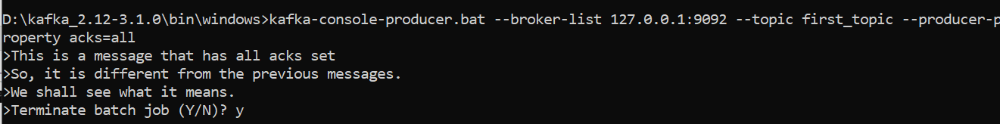 D:\kafka_2.12-3.1.0\bin\windows>kafka-console-producer.bat --broker-list 127.0.0.1:9092 --topic first_topic --producer-p
roperty acks=all
>This is a message that has all acks set
>So, it is different from the previous messages.
>We shall see what it means.
>Terminate batch job (Y/N)? y